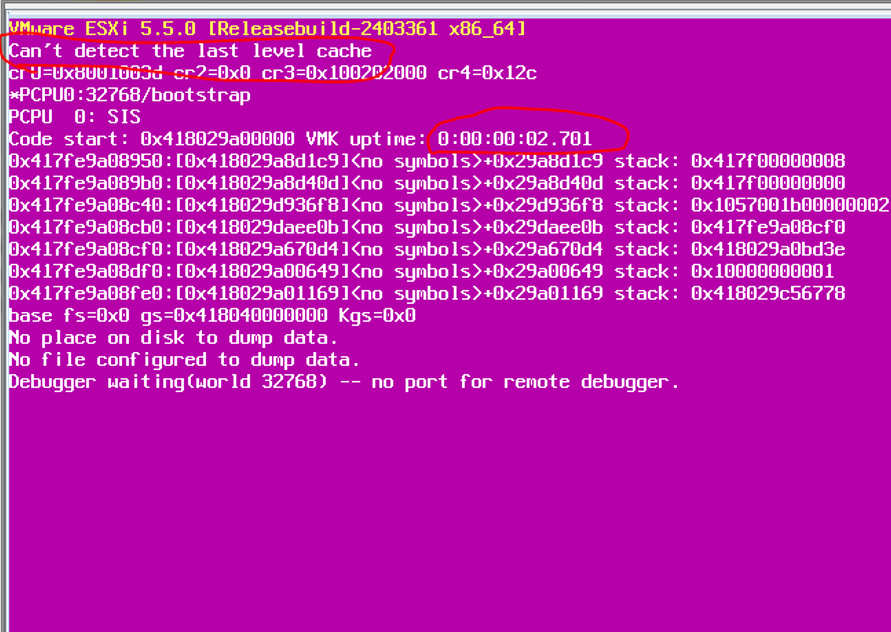 VMware ESXi 5.5.0 [Releasebuild-2403361 x86_64]
Can't detect the last level cache
cr0=0x8001003d cr2=0x0 cr3=0x100202000 cr4=0x12c
*PCPU0:32768/bootstrap
PCPU  0: SIS
Code start: 0x418029a00000 VMK uptime: 0:00:00:02.701
0x417fe9a08950:[0x418029a8d1c9]<no symbols>+0x29a8d1c9 stack: 0x417f00000008
0x417fe9a089b0:[0x418029a8d40d]<no symbols>+0x29a8d40d stack: 0x417f00000000
0x417fe9a08c40:[0x418029d936f8]<no symbols>+0x29d936f8 stack: 0x1057001b00000002
0x417fe9a08cb0:[0x418029daee0b]<no symbols>+0x29daee0b stack: 0x417fe9a08cf0
0x417fe9a08cf0:[0x418029a670d4]<no symbols>+0x29a670d4 stack: 0x418029a0bd3e
0x417fe9a08df0:[0x418029a00649]<no symbols>+0x29a00649 stack: 0x10000000001
0x417fe9a08fe0:[0x418029a01169]<no symbols>+0x29a01169 stack: 0x418029c56778
base fs=0x0 gs=0x418040000000 Kgs=0x0
No place on disk to dump data.
No file configured to dump data.
Debugger waiting(world 32768) -- no port for remote debugger.